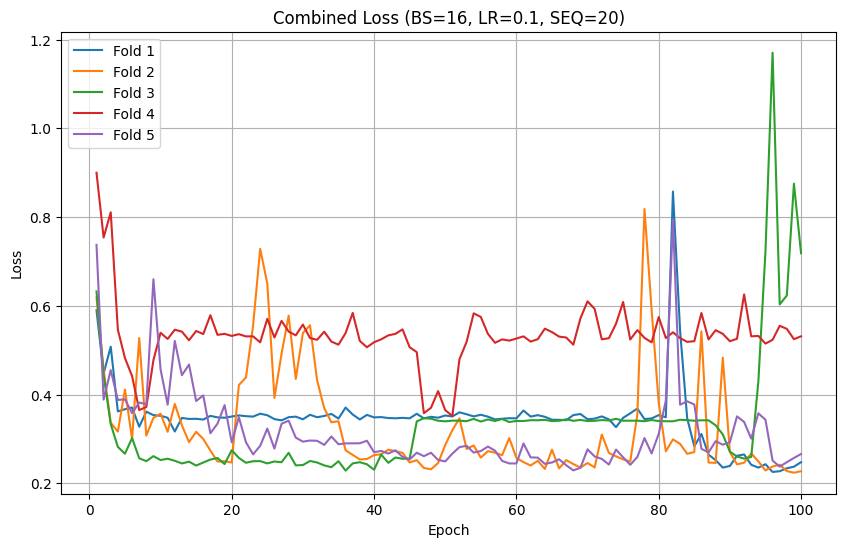 Combined Loss (BS=16, LR=0.1, SEQ=20)
Fold 1
Fold 2
Fold 3
Fold 4
Fold 5
1.2
1.0
0.8
0.6
0.4
0.2
Loss
0 20 40 60 80 100
Epoch